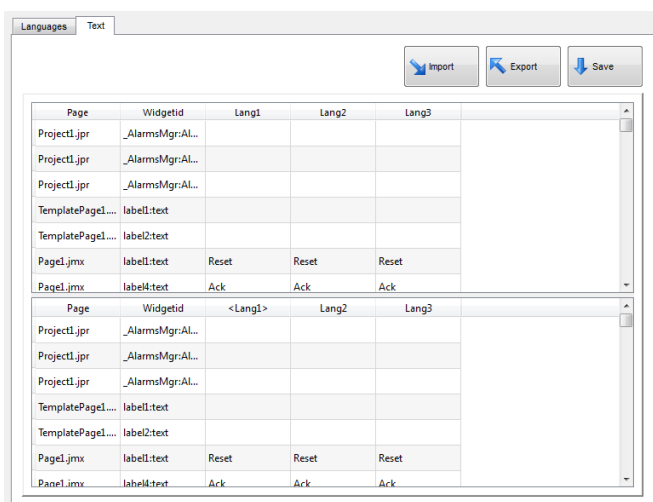 Languages Text
Import Export Save
Page Widgetid Lang1 Lang2 Lang3
Project1.jpr _AlarmsMgr:Al...
Project1.jpr _AlarmsMgr:Al...
Project1.jpr _AlarmsMgr:Al...
TemplatePage1.... label1:text
TemplatePage1.... label2:text
Page1.jmx label1:text Reset Reset Reset
Page1.jmx label4:text Ack Ack Ack
Page Widgetid <Lang1> Lang2 Lang3
Project1.jpr _AlarmsMgr:Al...
Project1.jpr _AlarmsMgr:Al...
Project1.jpr _AlarmsMgr:Al...
TemplatePage1.... label1:text
TemplatePage1.... label2:text
Page1.jmx label1:text Reset Reset Reset
Page1.jmx label4:text Ack Ack Ack